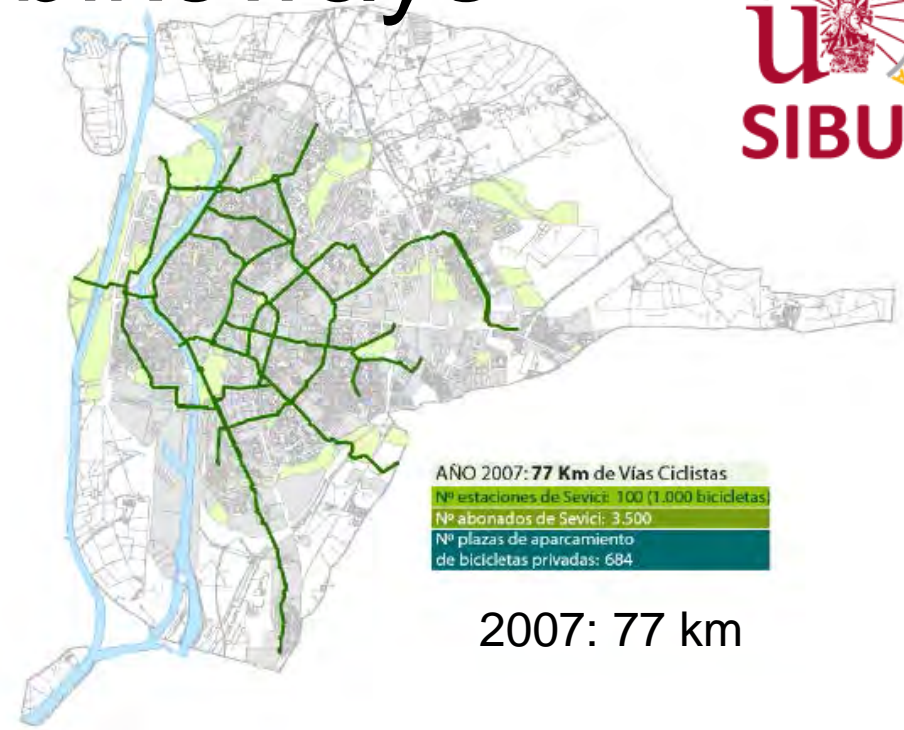 SIBU
AÑO 2007: 77 Km de Vías Ciclistas
Nº estaciones de Sevici: 100 (1.000 bicicletas)
Nº abonados de Sevici: 3.500
Nº plazas de aparcamiento
de bicicletas privadas: 684
2007: 77 km